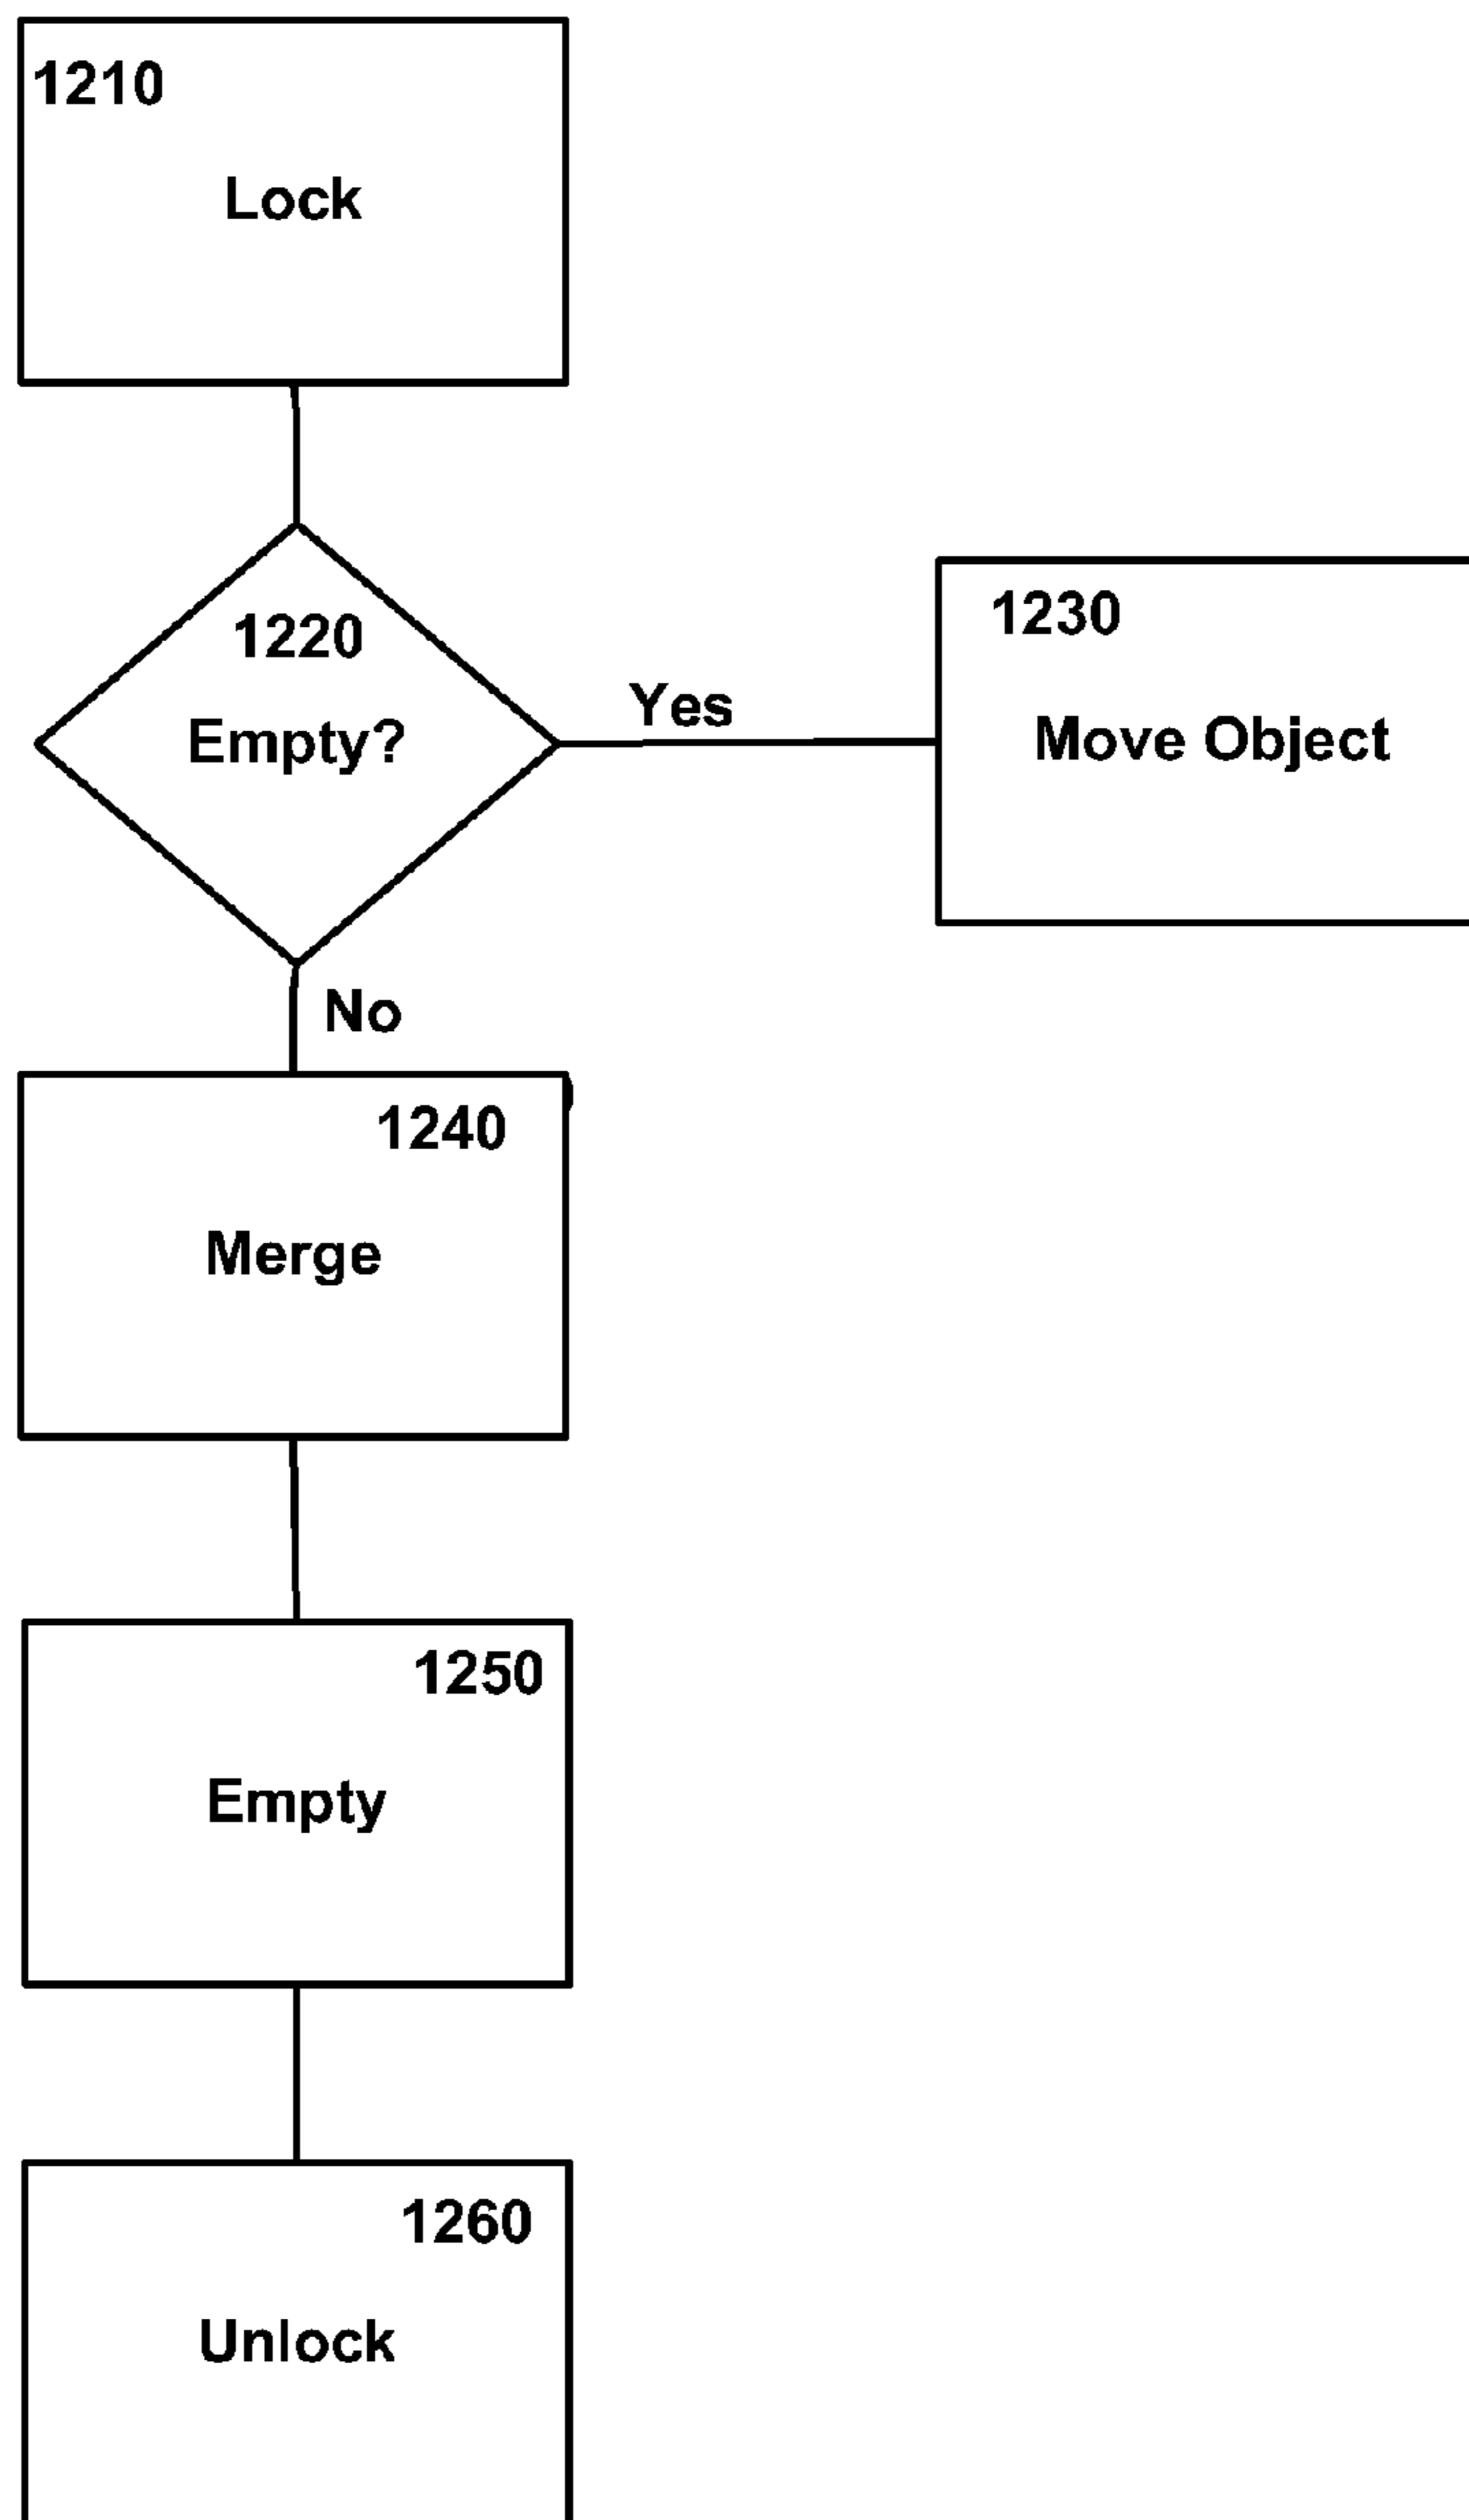 1210
Lock
1220
Empty?
Yes
1230
Move Object
No
1240
Merge
1250
Empty
1260
Unlock